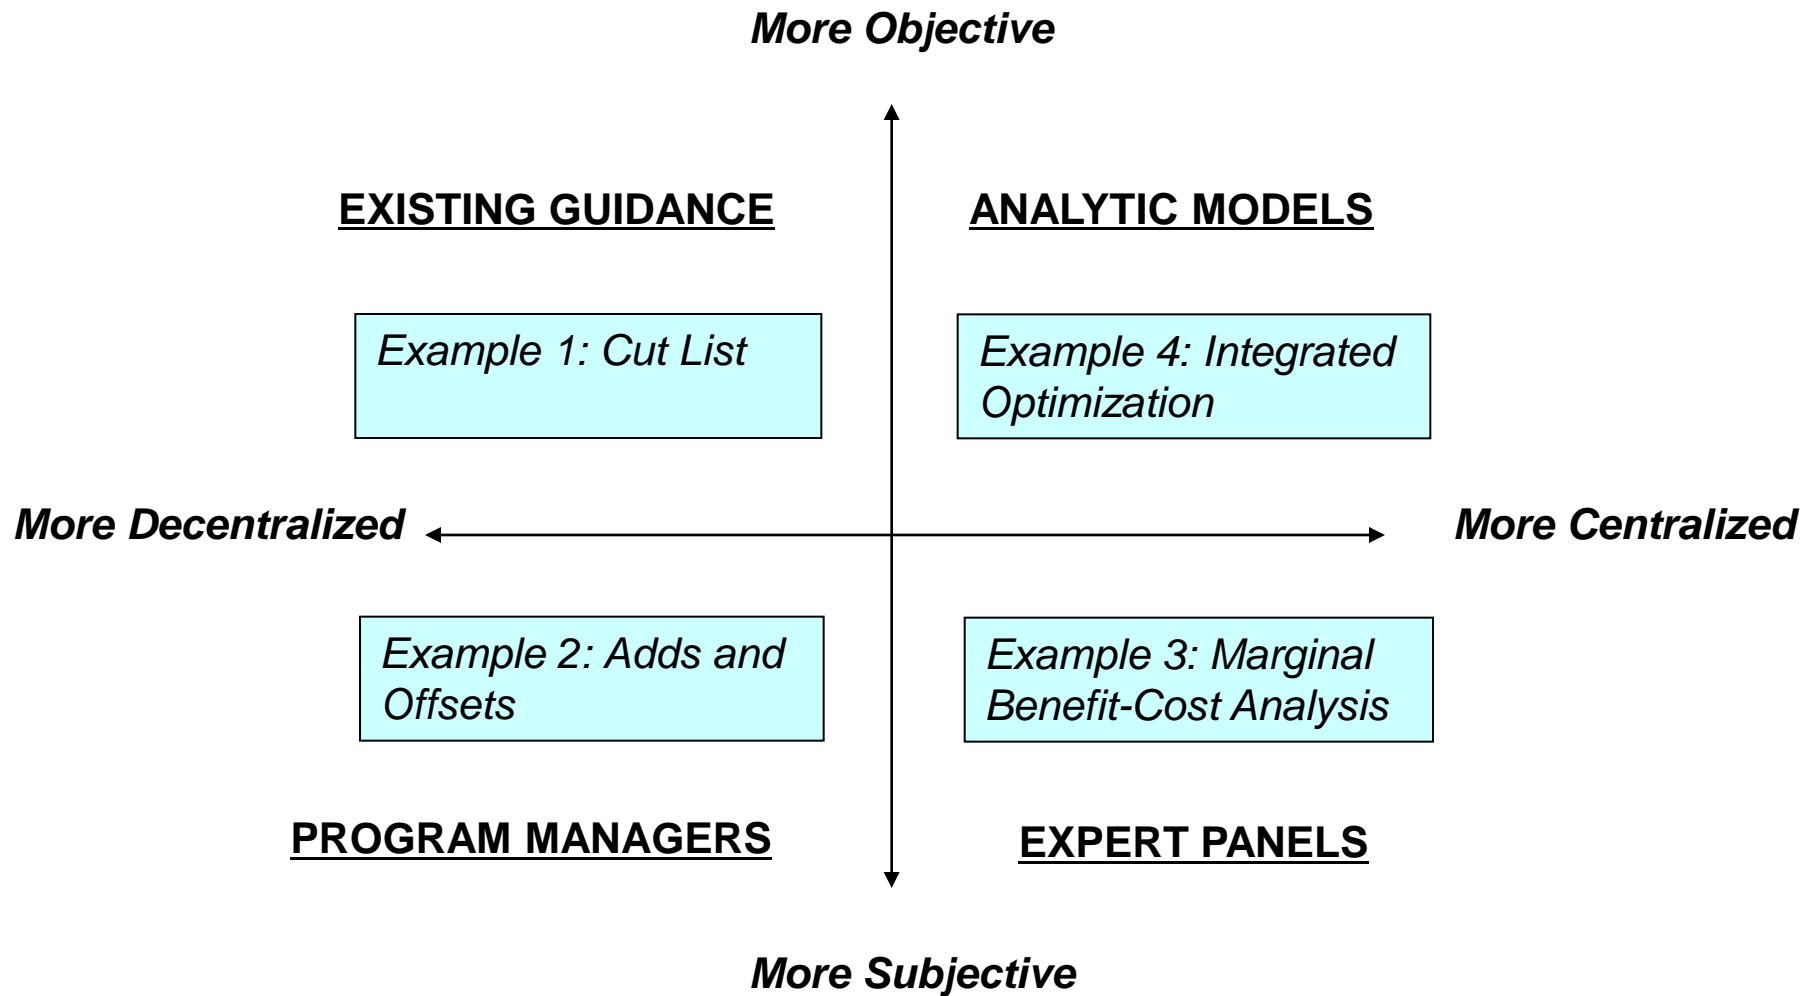 More Objective
EXISTING GUIDANCE
ANALYTIC MODELS
Example 1: Cut List
Example 4: Integrated
Optimization
More Decentralized
More Centralized
Example 2: Adds and
Offsets
Example 3: Marginal
Benefit-Cost Analysis
PROGRAM MANAGERS
EXPERT PANELS
More Subjective